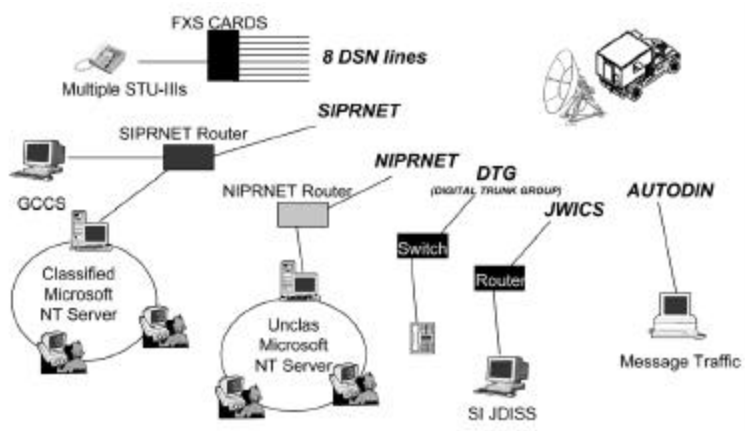 FXS CARDS
8 DSN lines
Multiple STU-IIIs
SIPRNET
SIPRNET Router
GCCS
NIPRNET
NIPRNET Router
DTG
(DIGITAL TRUNK GROUP)
JWICS
AUTODIN
Switch
Router
Classified
Microsoft
NT Server
Unclas
Microsoft
NT Server
Message Traffic
SI JDISS